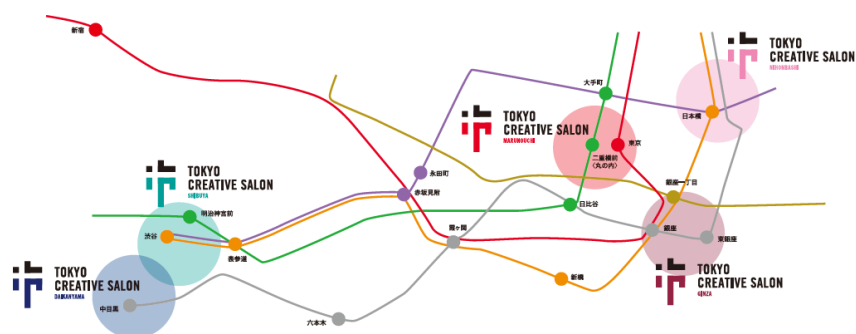 新宿
TOKYO
CREATIVE SALON
NIHONBASHI
大手町
日本橋
TOKYO
CREATIVE SALON
MARUNOUCHI
二重橋前
〈丸の内〉
東京
永田町
赤坂見附
銀座一丁目
TOKYO
CREATIVE SALON
SHIBUYA
明治神宮前
日比谷
渋谷
表参道
霞ヶ関
銀座
東銀座
TOKYO
CREATIVE SALON
DAIKANYAMA
新橋
TOKYO
CREATIVE SALON
GINZA
中目黒
六本木